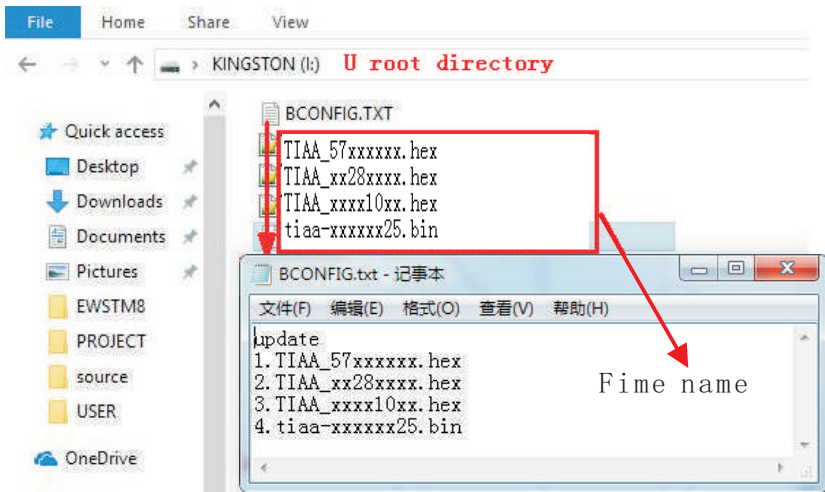 File Home Share View
KINGSTON (I:) U root directory
BCONFIG.TXT
Quick access
Desktop
Downloads
Documents
Pictures
EWSTM8
PROJECT
source
USER
OneDrive
TIAA_57xxxxxx.hex
TIAA_xx28xxxx.hex
TIAA_xxxx10xx.hex
tiaa-xxxxxx25.bin
BCONFIG.txt - 记事本
文件(F) 编辑(E) 格式(O) 查看(V) 帮助(H)
update
1.TIAA_57xxxxxx.hex
2.TIAA_xx28xxxx.hex
3.TIAA_xxxx10xx.hex
4.tiaa-xxxxxx25.bin
Fime name